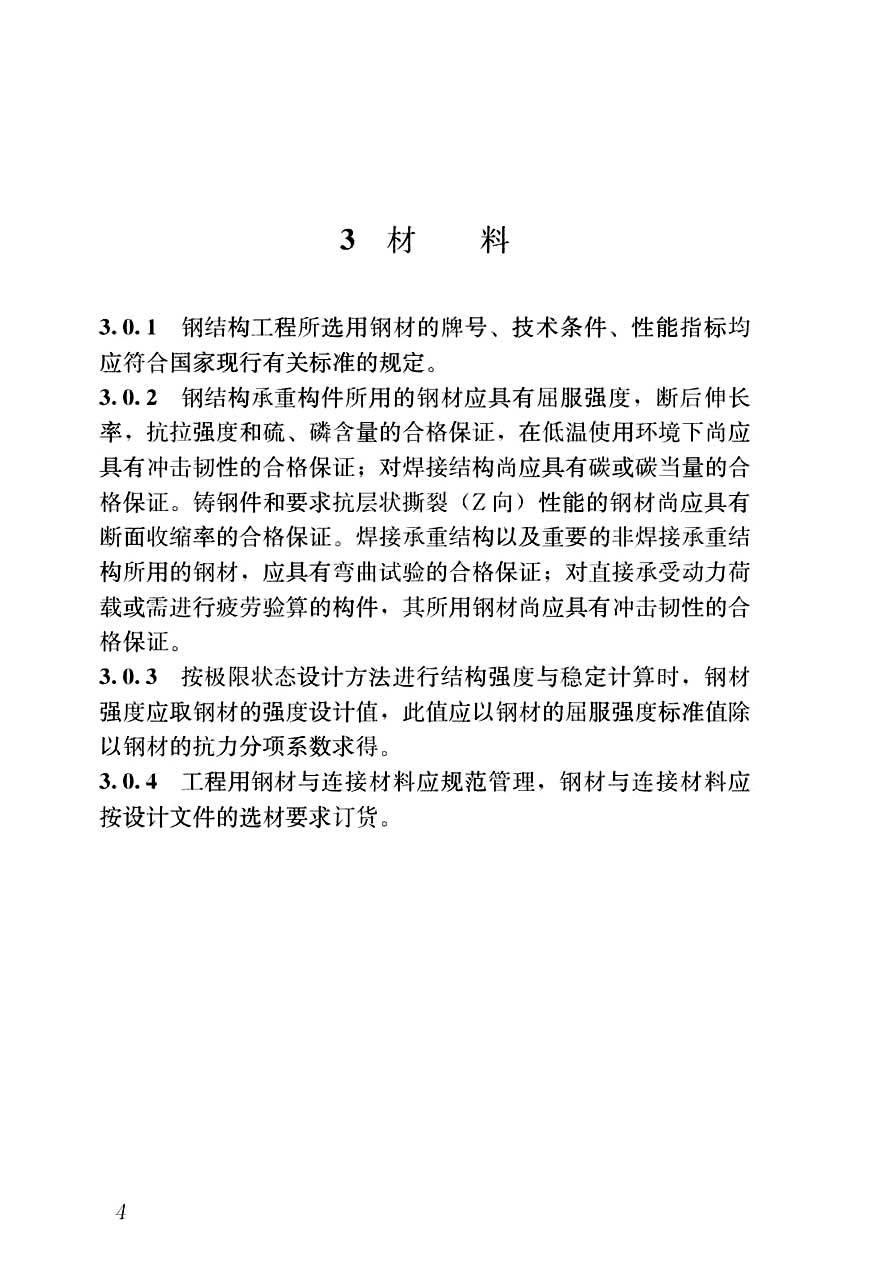 3 材 料
3.0.1 钢结构工程所选用钢材的牌号、技术条件、性能指标均
应符合国家现行有关标准的规定。
3.0.2 钢结构承重构件所用的钢材应具有屈服强度，断后伸长
率，抗拉强度和硫、磷含量的合格保证，在低温使用环境下尚应
具有冲击韧性的合格保证；对焊接结构尚应具有碳或碳当量的合
格保证。铸钢件和要求抗层状撕裂（Z向）性能的钢材尚应具有
断面收缩率的合格保证。焊接承重结构以及重要的非焊接承重结
构所用的钢材，应具有弯曲试验的合格保证；对直接承受动力荷
载或需进行疲劳验算的构件，其所用钢材尚应具有冲击韧性的合
格保证。
3.0.3 按极限状态设计方法进行结构强度与稳定计算时，钢材
强度应取钢材的强度设计值，此值应以钢材的屈服强度标准值除
以钢材的抗力分项系数求得。
3.0.4 工程用钢材与连接材料应规范管理，钢材与连接材料应
按设计文件的选材要求订货。
4